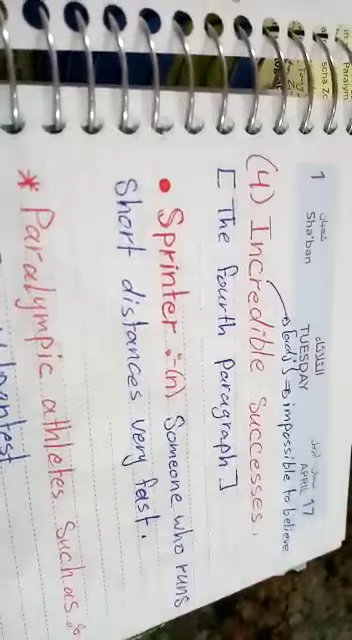 1 شعبان Sha'ban الثلاثاء TUESDAY APRIL 17
[adj] => impossible to believe
(4) Incredible successes.
[The fourth paragraph]
• Sprinter :- (n) Someone who runs
short distances very fast.
* Paralympic athletes such as :-